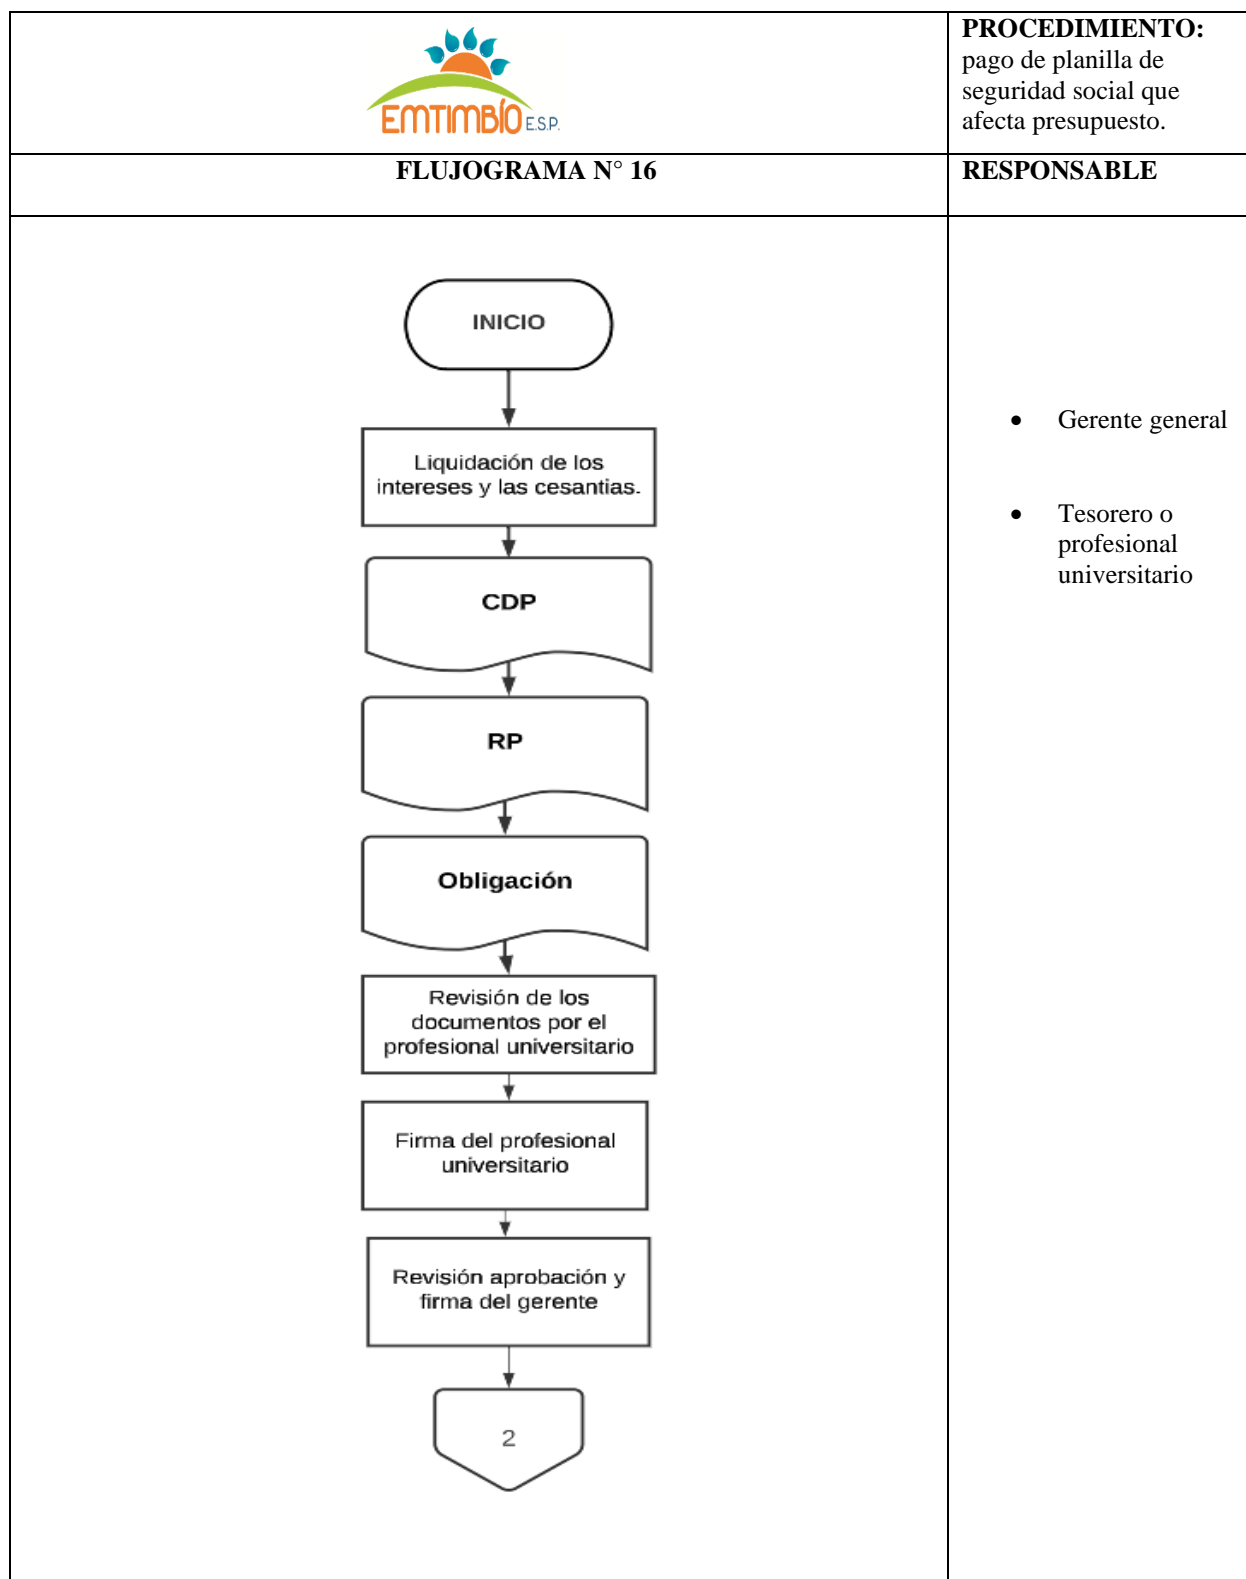 EMTIMBÍO E.S.P.
PROCEDIMIENTO:
pago de planilla de
seguridad social que
afecta presupuesto.
FLUJOGRAMA N° 16
RESPONSABLE
INICIO
Liquidación de los
intereses y las cesantias.
CDP
RP
Obligación
Revisión de los
documentos por el
profesional universitario
Firma del profesional
universitario
Revisión aprobación y
firma del gerente
2
• Gerente general
• Tesorero o
profesional
universitario